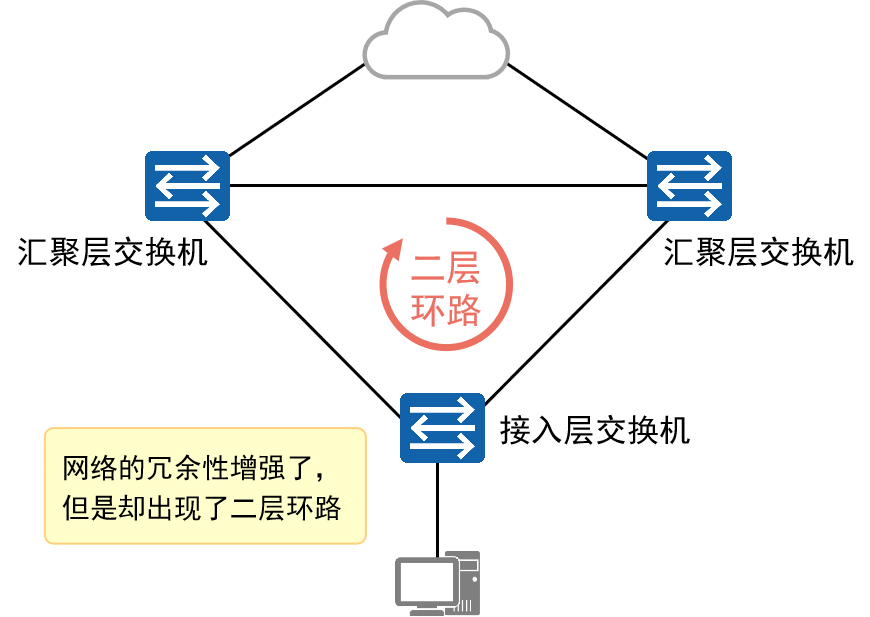 汇聚层交换机
汇聚层交换机
二层
环路
接入层交换机
网络的冗余性增强了，
但是却出现了二层环路